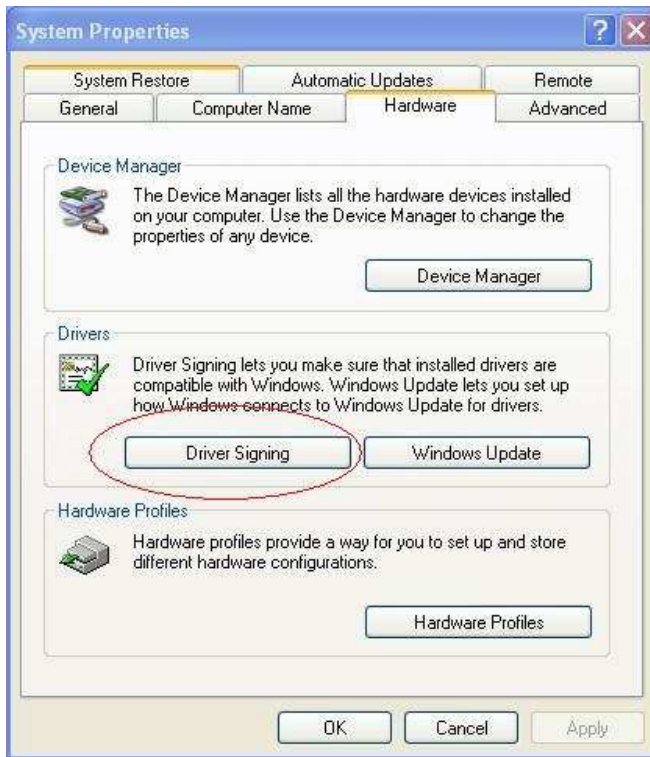 System Properties
System Restore Automatic Updates Remote
General Computer Name Hardware Advanced
Device Manager
The Device Manager lists all the hardware devices installed
on your computer. Use the Device Manager to change the
properties of any device.
Device Manager
Drivers
Driver Signing lets you make sure that installed drivers are
compatible with Windows. Windows Update lets you set up
how Windows connects to Windows Update for drivers.
Driver Signing Windows Update
Hardware Profiles
Hardware profiles provide a way for you to set up and store
different hardware configurations.
Hardware Profiles
OK Cancel Apply